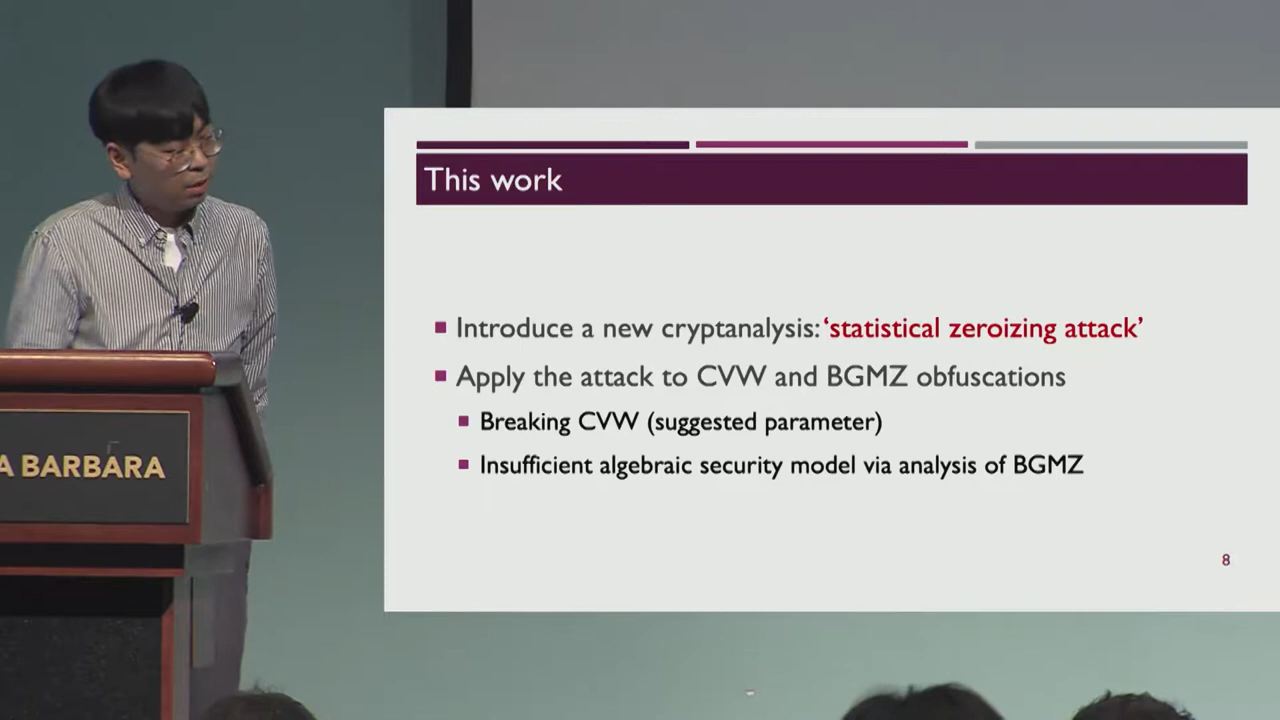 This work
Introduce a new cryptanalysis: ‘statistical zeroizing attack’
Apply the attack to CVW and BGMZ obfuscations
Breaking CVW (suggested parameter)
Insufficient algebraic security model via analysis of BGMZ
8
A BARBARA